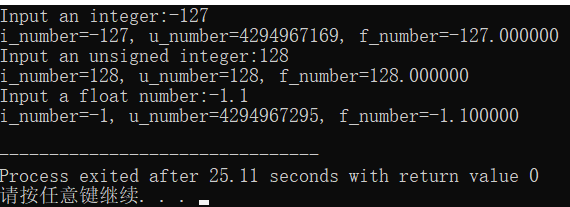 Input an integer:-127
i_number=-127, u_number=4294967169, f_number=-127.000000
Input an unsigned integer:128
i_number=128, u_number=128, f_number=128.000000
Input a float number:-1.1
i_number=-1, u_number=4294967295, f_number=-1.100000
--------------------------------
Process exited after 25.11 seconds with return value 0
请按任意键继续. . .